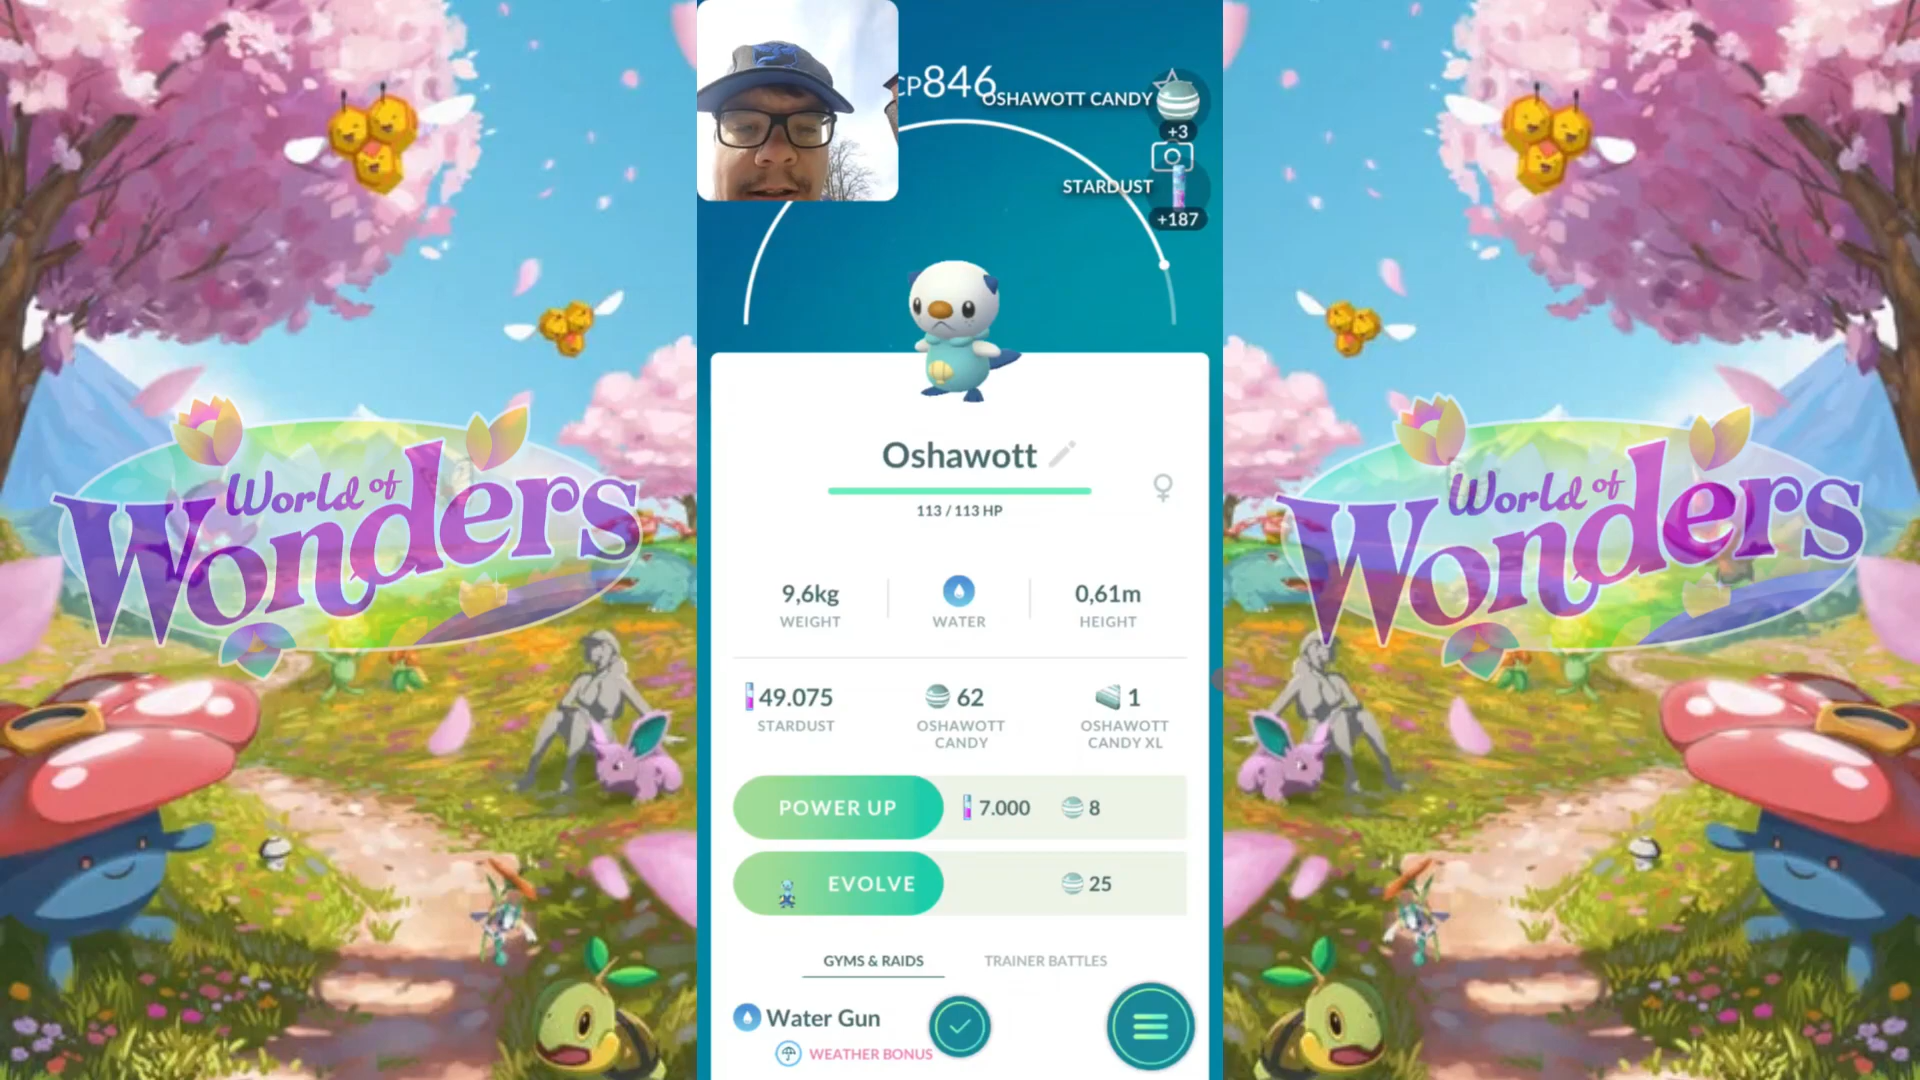 CP846
OSHAWOTT CANDY
+3
STARDUST
+187
World of
Wonders
World of
Wonders
Oshawott
113 / 113 HP
9,6kg
WEIGHT
WATER
0,61m
HEIGHT
49.075
STARDUST
62
OSHAWOTT
CANDY
1
OSHAWOTT
CANDY XL
POWER UP
7.000
8
EVOLVE
25
GYMS & RAIDS
TRAINER BATTLES
Water Gun
WEATHER BONUS